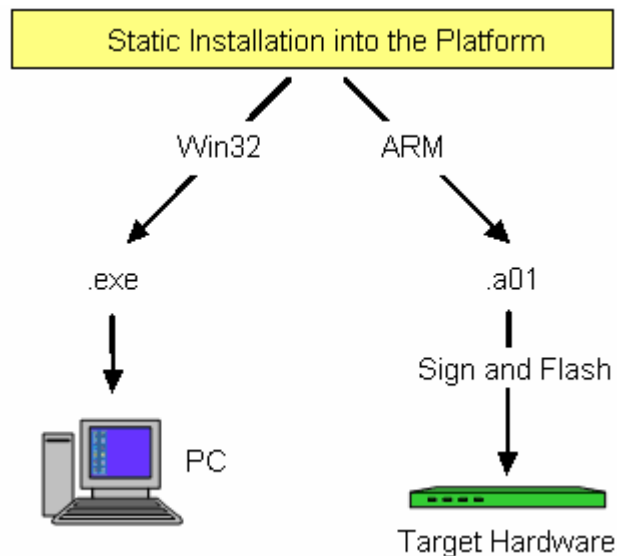 Static Installation into the Platform
Win32
ARM
.exe
.a01
Sign and Flash
PC
Target Hardware